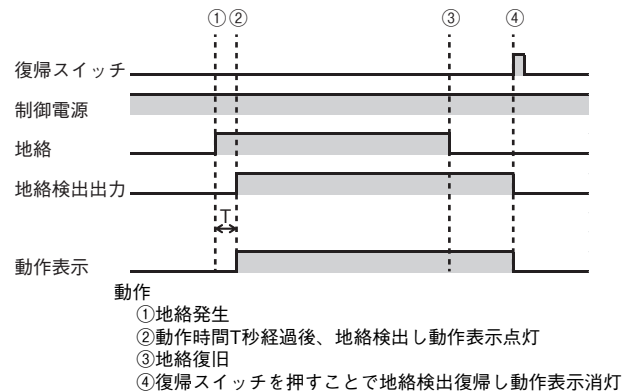 ①②　③　④
復帰スイッチ
制御電源
地絡
地絡検出出力
T
動作表示
動作
①地絡発生
②動作時間T秒経過後、地絡検出し動作表示点灯
③地絡復旧
④復帰スイッチを押すことで地絡検出復帰し動作表示消灯